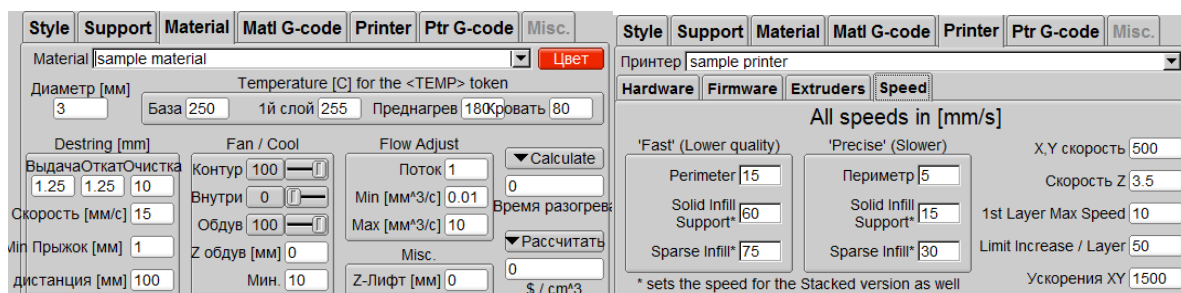 Style Support Material Matl G-code Printer Ptr G-code Misc.
Material sample material Цвет
Диаметр [мм] Temperature [C] for the <TEMP> token
3 База 250 1й слой 255 Преднагрев 180 Кровать 80
Destring [mm] Fan / Cool Flow Adjust
Выдача Откат Очистка Контур 100 Поток 1 Calculate
1.25 1.25 10 Внутри 0 Min [мм^3/с] 0.01 0
Время разогрева
Скорость [мм/с] 15 Обдув 100 Max [мм^3/с] 10
Min Прыжок [мм] 1 Z обдув [мм] 0 Misc. Рассчитать
дистанция [мм] 100 Мин. 10 Z-Лифт [мм] 0 0
$ / cm^3
Style Support Material Matl G-code Printer Ptr G-code Misc.
Принтер sample printer
Hardware Firmware Extruders Speed
All speeds in [mm/s]
'Fast' (Lower quality) 'Precise' (Slower) X,Y скорость 500
Perimeter 15 Периметр 5 Скорость Z 3.5
Solid Infill Solid Infill
Support* 60 Support* 15 1st Layer Max Speed 10
Sparse Infill* 75 Sparse Infill* 30 Limit Increase / Layer 50
* sets the speed for the Stacked version as well Ускорения XY 1500